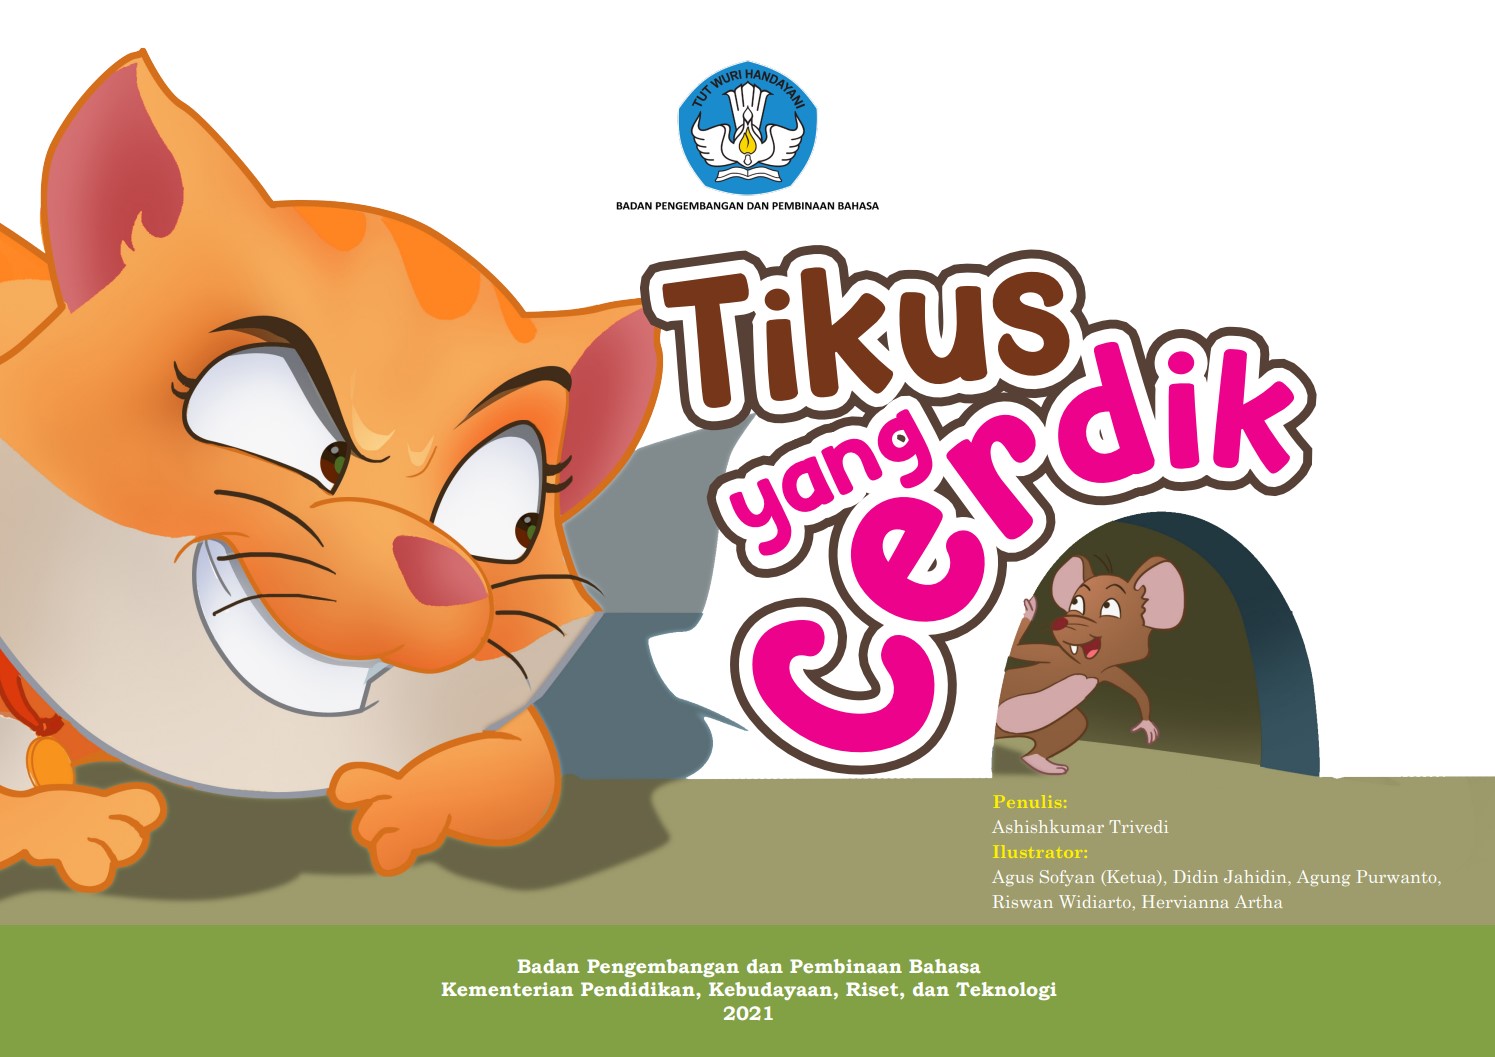 TUT WURI HANDAYANI
BADAN PENGEMBANGAN DAN PEMBINAAN BAHASA
Tikus
yang
cerdik
Penulis:
Ashishkumar Trivedi
Ilustrator:
Agus Sofyan (Ketua), Didin Jahidin, Agung Purwanto,
Riswan Widiarto, Hervianna Artha
Badan Pengembangan dan Pembinaan Bahasa
Kementerian Pendidikan, Kebudayaan, Riset, dan Teknologi
2021